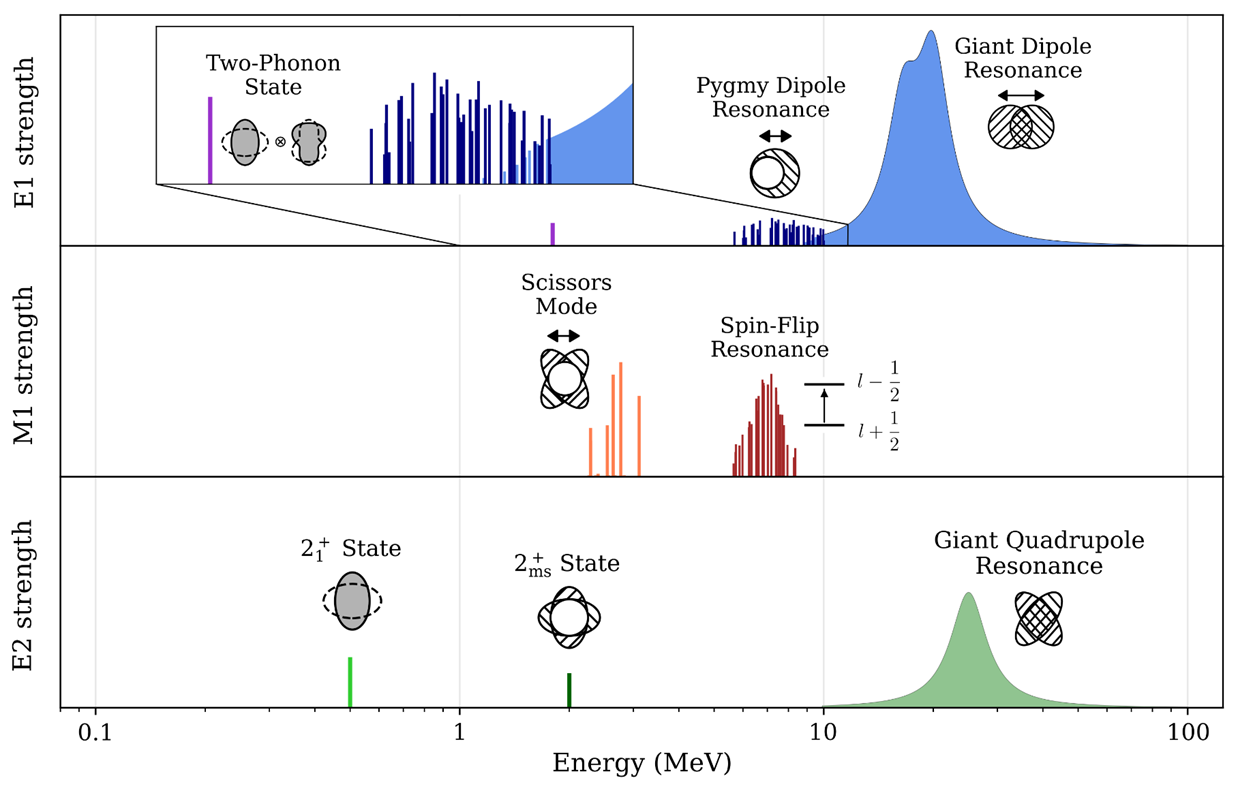 E1 strength
Two-Phonon
State
⊗
Pygmy Dipole
Resonance
Giant Dipole
Resonance
M1 strength
Scissors
Mode
Spin-Flip
Resonance
l − 1/2
l + 1/2
E2 strength
2₁⁺ State
2ₘₛ⁺ State
Giant Quadrupole
Resonance
0.1 1 10 100
Energy (MeV)